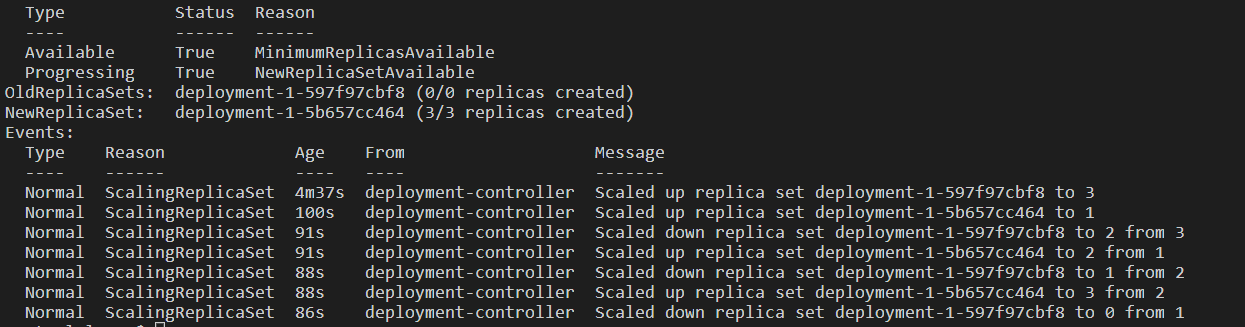 Type Status Reason
---- ------ ------
Available True MinimumReplicasAvailable
Progressing True NewReplicaSetAvailable
OldReplicaSets: deployment-1-597f97cbf8 (0/0 replicas created)
NewReplicaSet: deployment-1-5b657cc464 (3/3 replicas created)
Events:
Type Reason Age From Message
---- ------ ---- ---- -------
Normal ScalingReplicaSet 4m37s deployment-controller Scaled up replica set deployment-1-597f97cbf8 to 3
Normal ScalingReplicaSet 100s deployment-controller Scaled up replica set deployment-1-5b657cc464 to 1
Normal ScalingReplicaSet 91s deployment-controller Scaled down replica set deployment-1-597f97cbf8 to 2 from 3
Normal ScalingReplicaSet 91s deployment-controller Scaled up replica set deployment-1-5b657cc464 to 2 from 1
Normal ScalingReplicaSet 88s deployment-controller Scaled down replica set deployment-1-597f97cbf8 to 1 from 2
Normal ScalingReplicaSet 88s deployment-controller Scaled up replica set deployment-1-5b657cc464 to 3 from 2
Normal ScalingReplicaSet 86s deployment-controller Scaled down replica set deployment-1-597f97cbf8 to 0 from 1